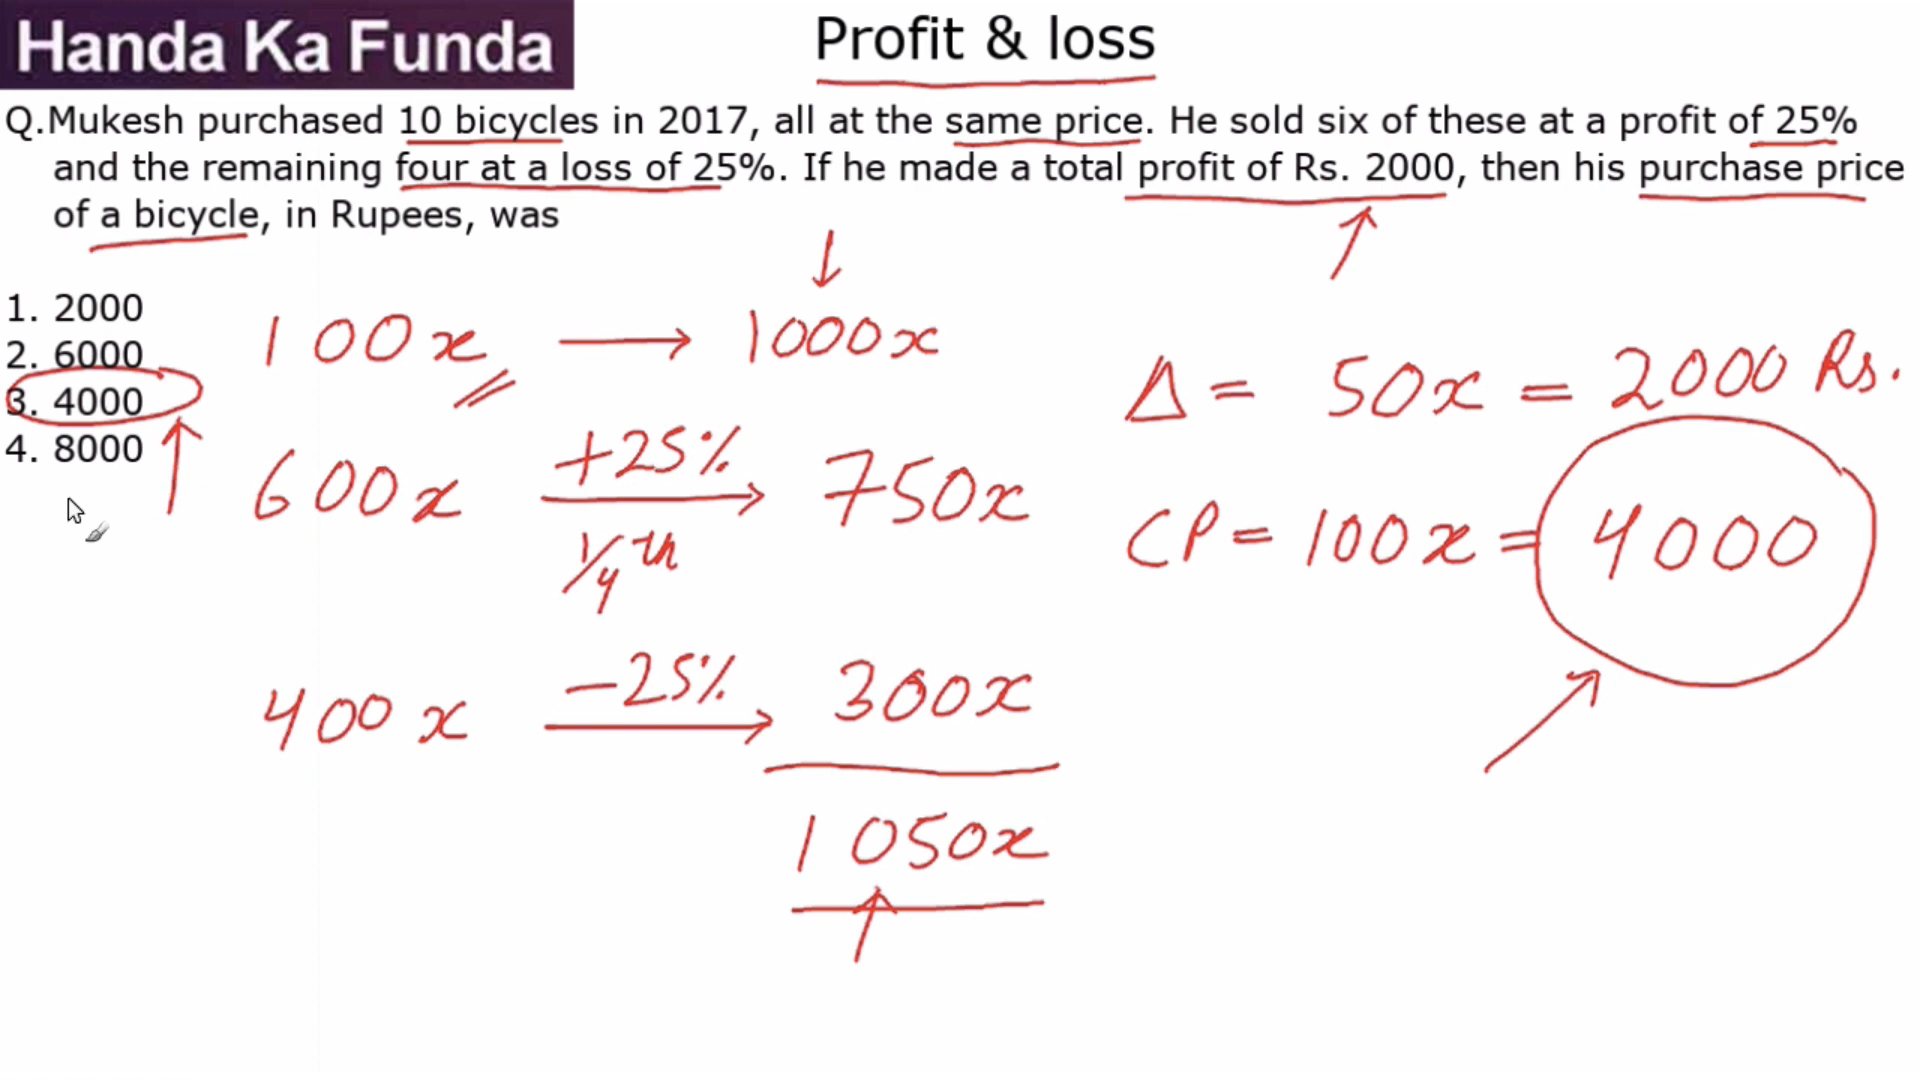 Handa Ka Funda
Profit & loss
Q.Mukesh purchased 10 bicycles in 2017, all at the same price. He sold six of these at a profit of 25%
and the remaining four at a loss of 25%. If he made a total profit of Rs. 2000, then his purchase price
of a bicycle, in Rupees, was
1. 2000
2. 6000
3. 4000
4. 8000
100x → 1000x
600x +25% → 750x
1/4th
400x -25% → 300x
1050x
Δ = 50x = 2000 Rs.
CP = 100x = 4000